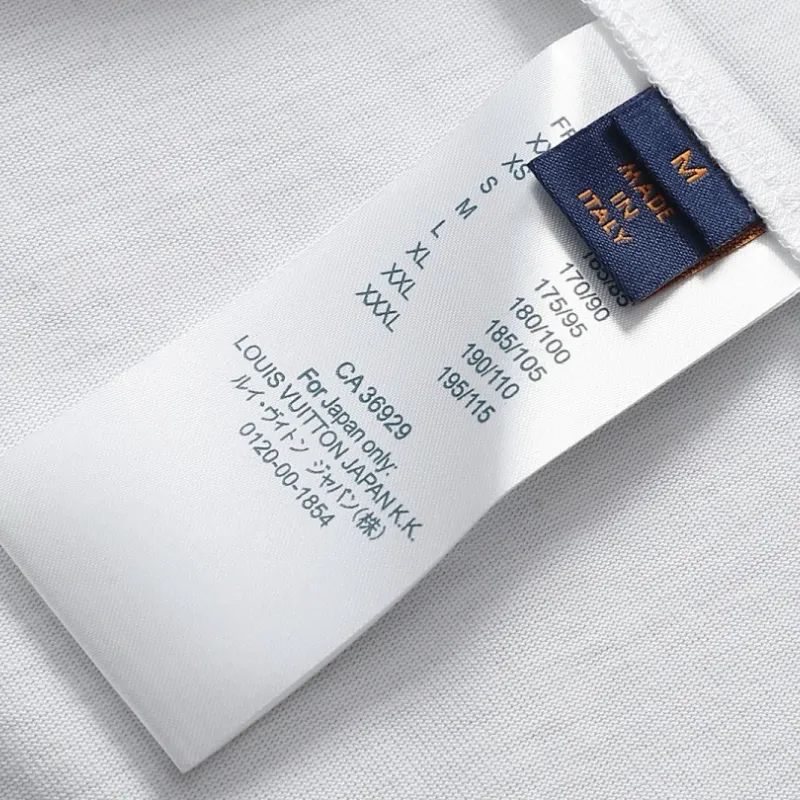 M
MADE
IN
ITALY
XS 165/85
S 170/90
M 175/95
L 180/100
XL 185/105
XXL 190/110
XXXL 195/115
CA 36929
For Japan only:
LOUIS VUITTON JAPAN K.K.
ルイ・ヴィトン ジャパン(株)
0120-00-1854